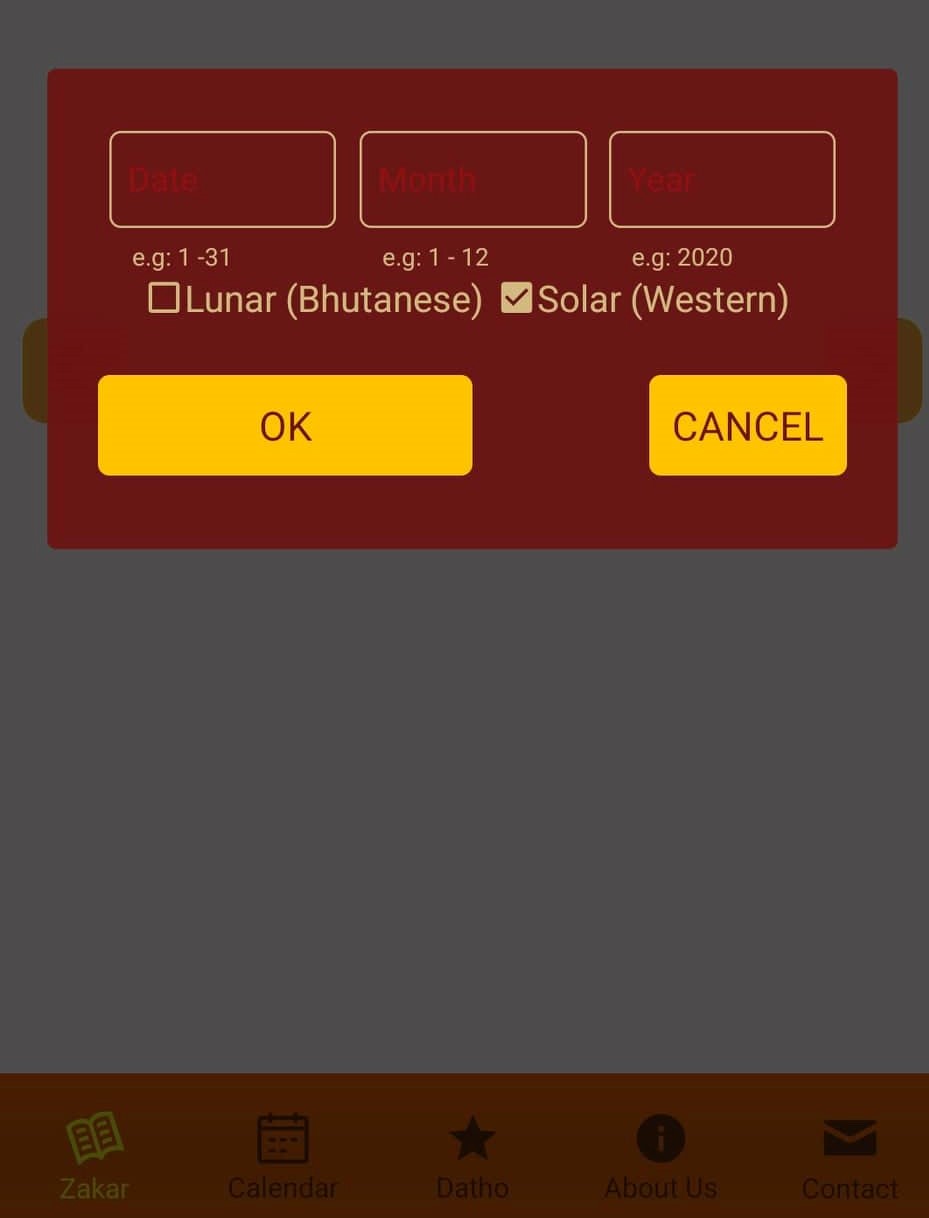 Date Month Year
e.g: 1 -31 e.g: 1 - 12 e.g: 2020
Lunar (Bhutanese) Solar (Western)
OK CANCEL
Zakar Calendar Datho About Us Contact